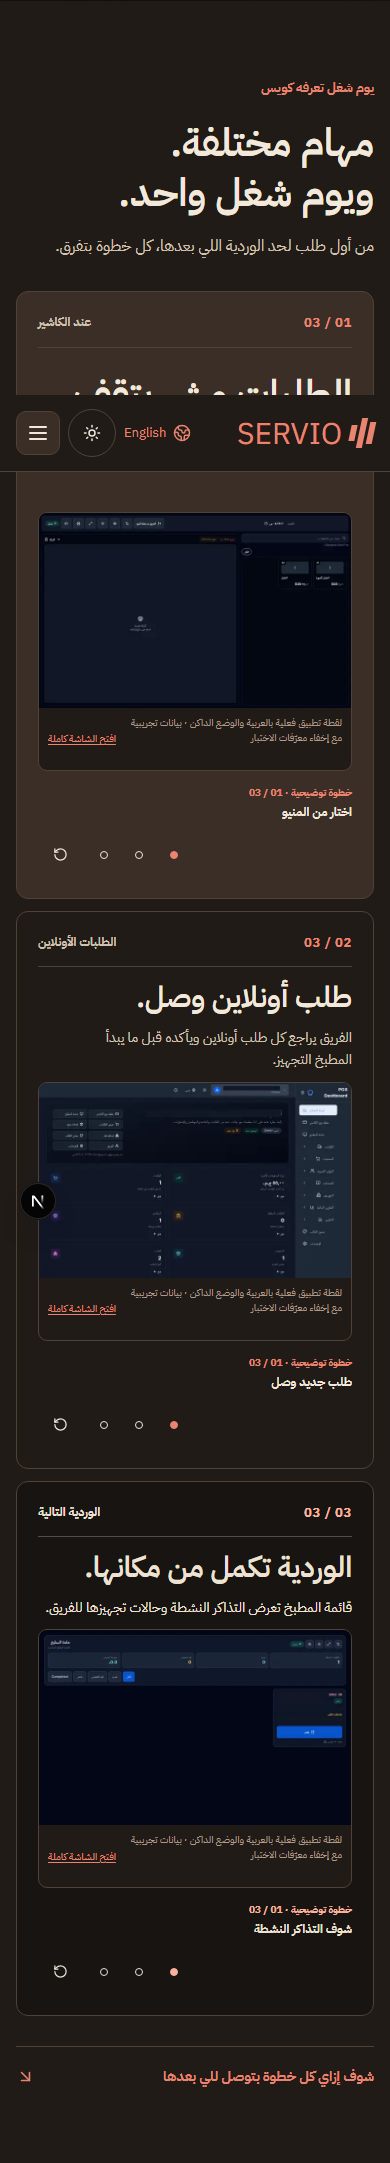 يوم شغل تعرفه كويس
مهام مختلفة.
ويوم شغل واحد.
من أول طلب لحد الوردية اللي بعدها، كل خطوة بتفرق.
03 / 01
عند الكاشير
SERVIO
English
لقطة تطبيق فعلية بالعربية والوضع الداكن · بيانات تجريبية
مع إخفاء معرّفات الاختبار
افتح الشاشة كاملة
خطوة توضيحية · 01 / 03
اختار من المنيو
03 / 02
الطلبات الأونلاين
طلب أونلاين وصل.
الفريق يراجع كل طلب أونلاين ويأكده قبل ما يبدأ
المطبخ التجهيز.
POS
Dashboard
لقطة تطبيق فعلية بالعربية والوضع الداكن · بيانات تجريبية
مع إخفاء معرّفات الاختبار
افتح الشاشة كاملة
خطوة توضيحية · 01 / 03
طلب جديد وصل
03 / 03
الوردية التالية
الوردية تكمل من مكانها.
قائمة المطبخ تعرض التذاكر النشطة وحالات تجهيزها للفريق.
Completed
لقطة تطبيق فعلية بالعربية والوضع الداكن · بيانات تجريبية
مع إخفاء معرّفات الاختبار
افتح الشاشة كاملة
خطوة توضيحية · 01 / 03
شوف التذاكر النشطة
شوف إزاي كل خطوة بتوصل للي بعدها